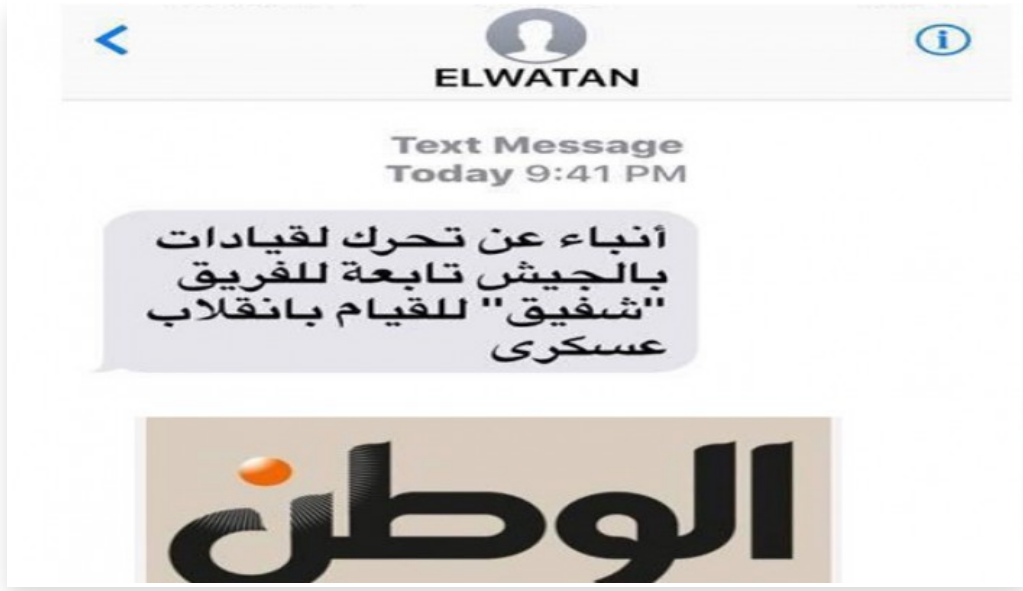 ELWATAN
Text Message
Today 9:41 PM
أنباء عن تحرك لقيادات
بالجيش تابعة للفريق
"شفيق" للقيام بانقلاب
عسكرى
الوطن